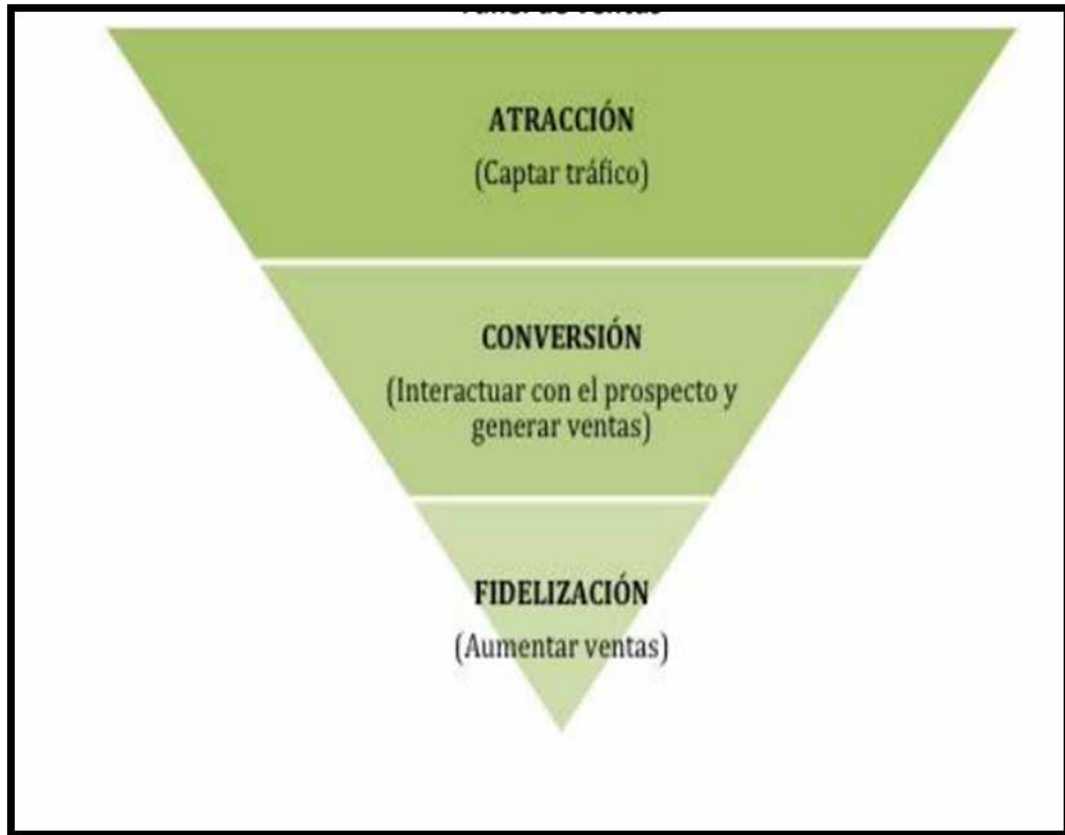 ATRACCIÓN
(Captar tráfico)
CONVERSIÓN
(Interactuar con el prospecto y
generar ventas)
FIDELIZACIÓN
(Aumentar ventas)